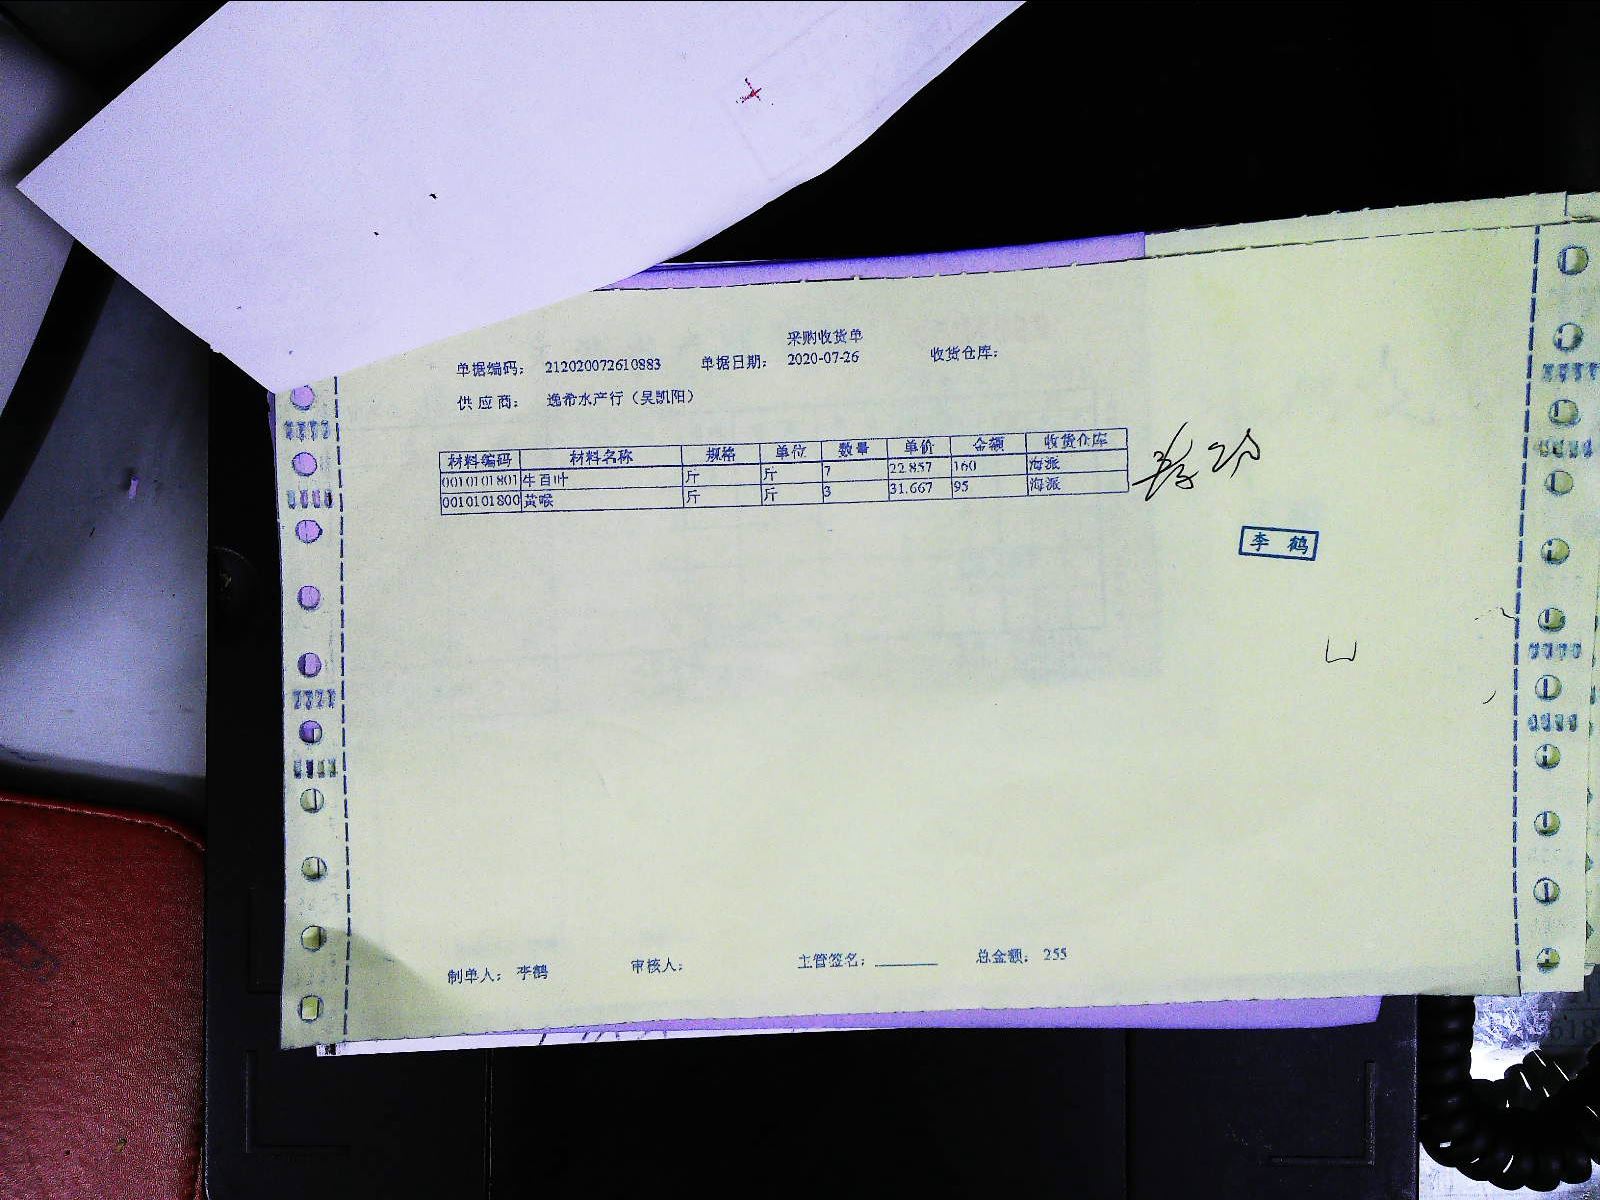 采购收货单
单据编码： 212020072610883 单据日期： 2020-07-26 收货仓库：
供 应 商： 逸希水产行（吴凯阳）
材料编码 材料名称 规格 单位 数量 单价 金额 收货仓库
0010101801 牛百叶 斤 斤 7 22.857 160 海派
0010101800 黄喉 斤 斤 3 31.667 95 海派
李 鹤
制单人： 李鹤 审核人： 主管签名： 总金额： 255